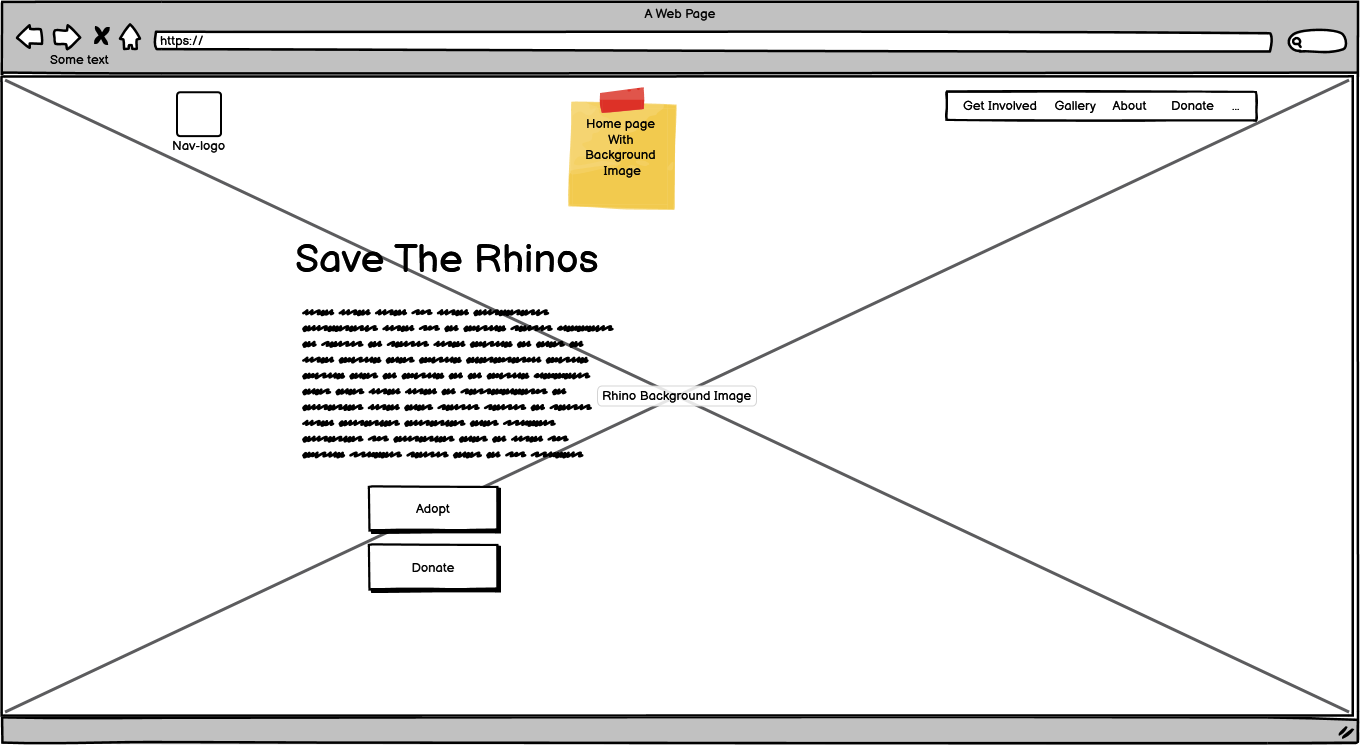 A Web Page
https://
Some text
Nav-logo
Home page
With
Background
Image
Get Involved Gallery About Donate ...
Save The Rhinos
Rhino Background Image
Adopt
Donate